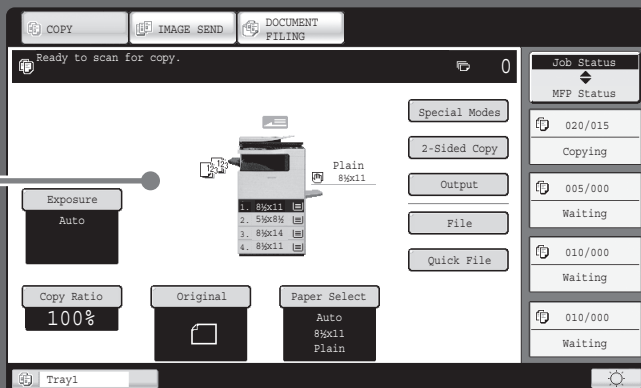 COPY
IMAGE SEND
DOCUMENT
FILING
Ready to scan for copy.
0
Special Modes
2-Sided Copy
Output
File
Quick File
Plain
8½x11
1. 8½x11
2. 5½x8½
3. 8½x14
4. 8½x11
Exposure
Auto
Copy Ratio
100%
Original
Paper Select
Auto
8½x11
Plain
Job Status
MFP Status
020/015
Copying
005/000
Waiting
010/000
Waiting
010/000
Waiting
Tray1